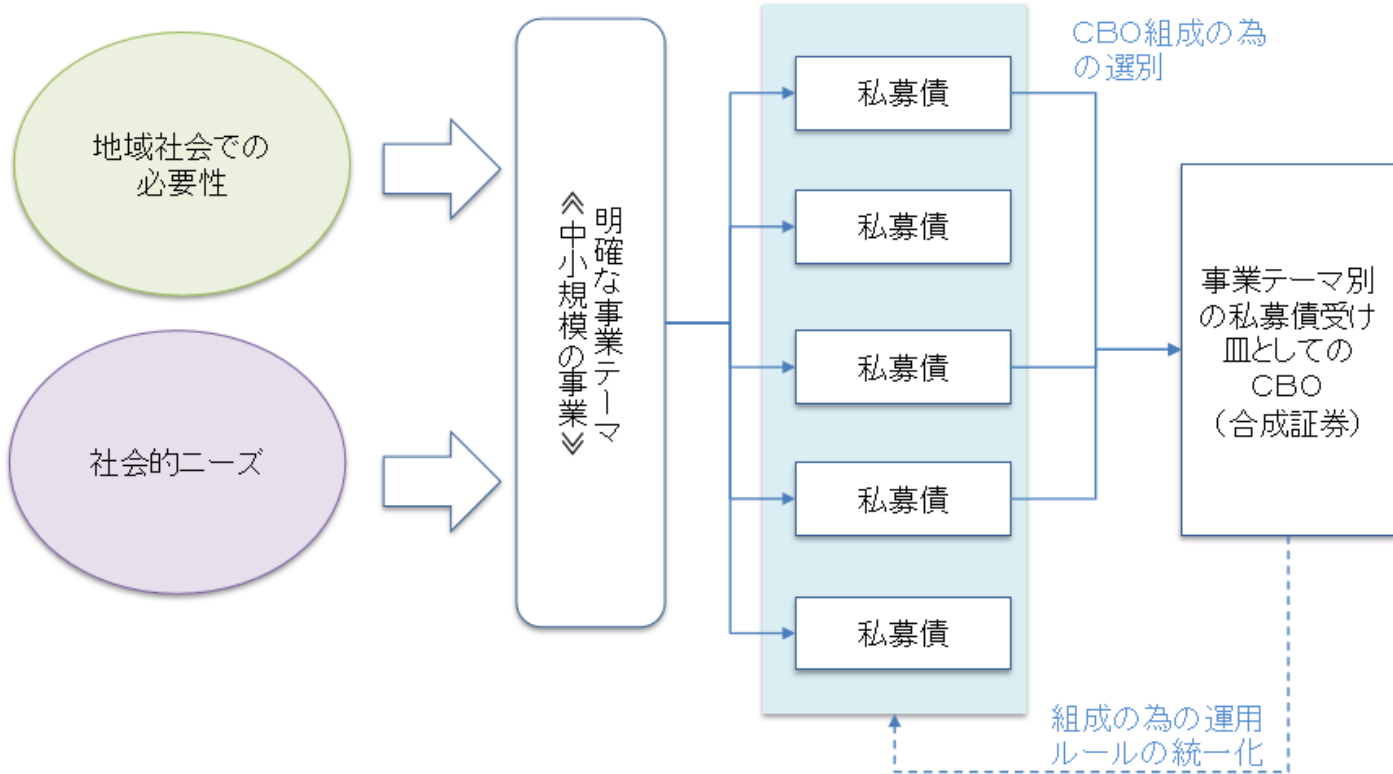 地域社会での
必要性
社会的ニーズ
明確な事業テーマ
≪中小規模の事業≫
私募債
私募債
私募債
私募債
私募債
CBO組成の為
の選別
事業テーマ別
の私募債受け
皿としての
CBO
（合成証券）
組成の為の運用
ルールの統一化